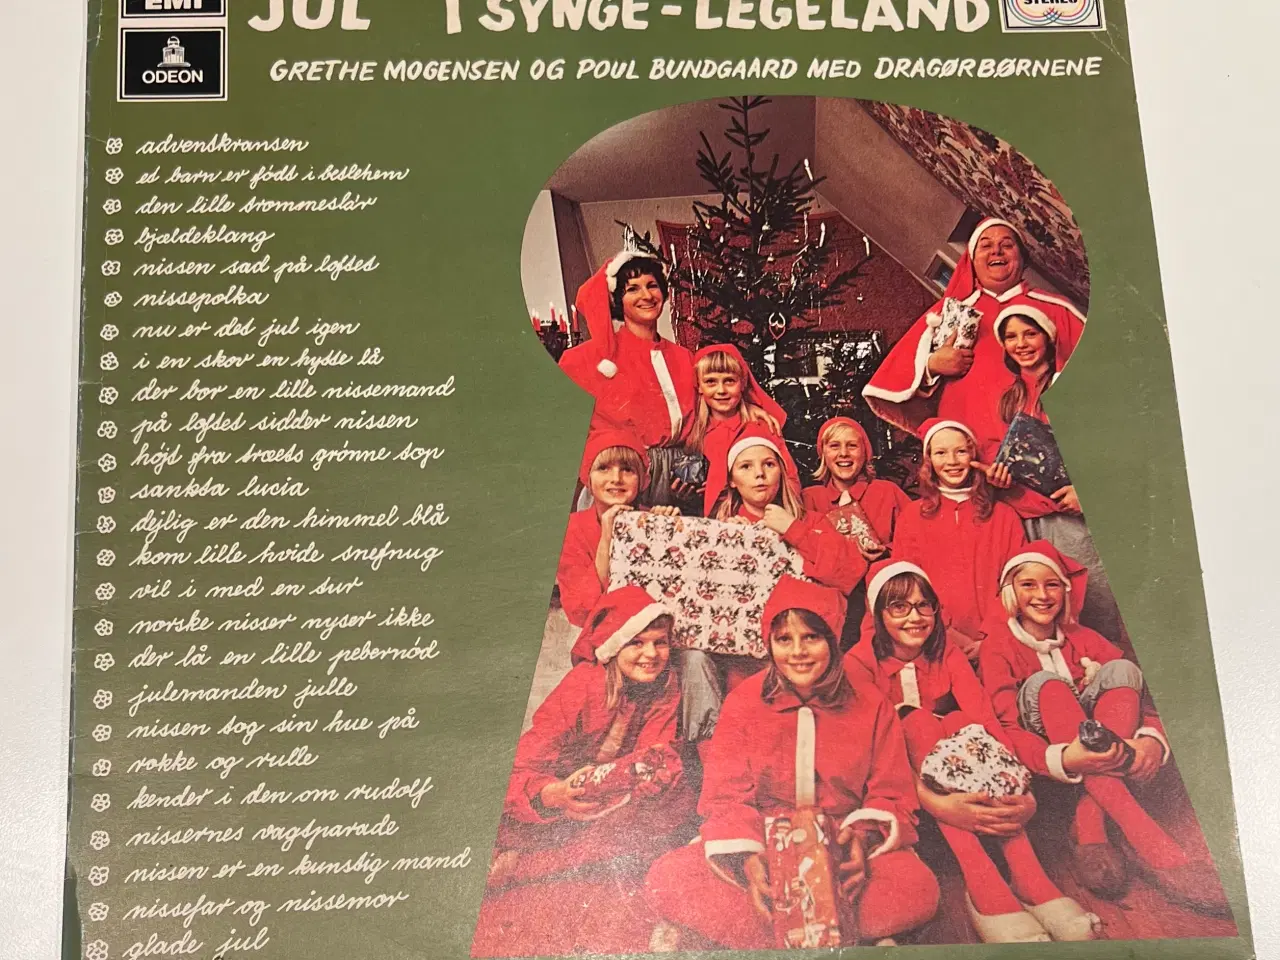 EMI
ODEON
JUL I SYNGE-LEGELAND
STEREO
GRETHE MOGENSEN OG POUL BUNDGAARD MED DRAGØRBØRNENE
adventskransen
et barn er født i betlehem
den lille trommeslår
bjældeklang
nissen sad på loftet
nissepolka
nu er det jul igen
i en skov en hytte lå
der bor en lille nissemand
på loftet sidder nissen
højt fra træets grønne top
sankta lucia
dejlig er den himmel blå
kom lille hvide snefnug
vil i med en tur
norske nisser nyser ikke
der lå en lille pebernød
julemanden julle
nissen tog sin hue på
rokke og rulle
kender i den om rudolf
nissernes vagtparade
nissen er en kunstig mand
nissefar og nissemor
glade jul